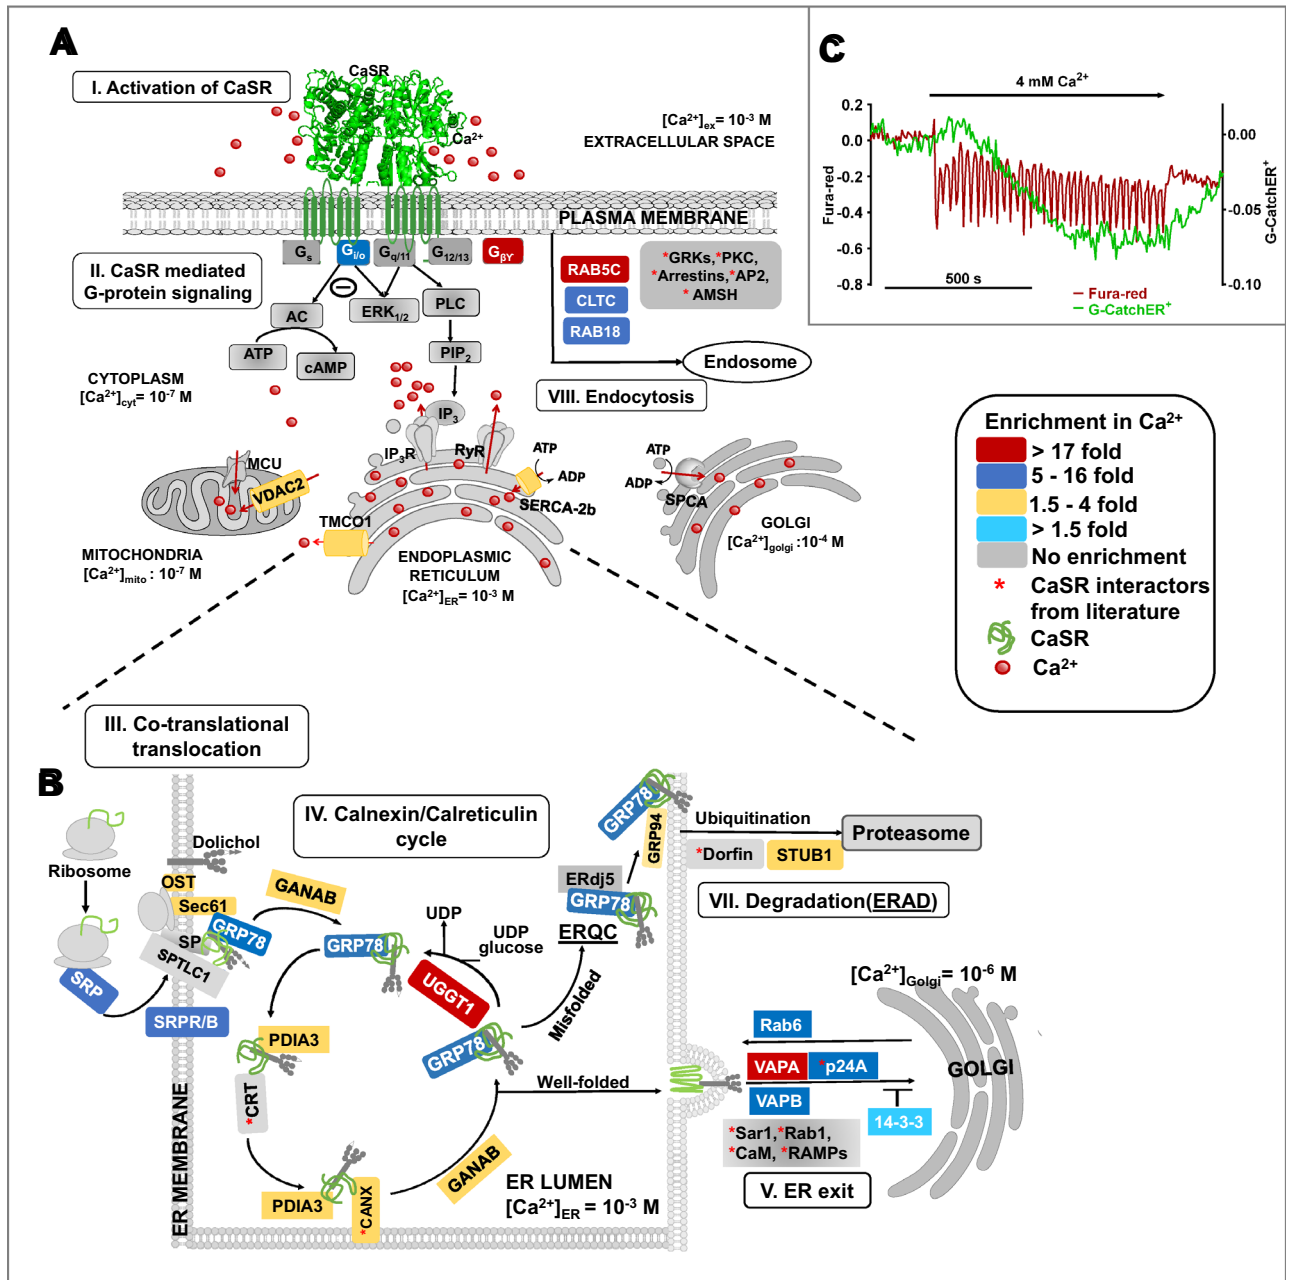 A
I. Activation of CaSR
CaSR
Ca²⁺
[Ca²⁺]ex= 10⁻³ M
EXTRACELLULAR SPACE
PLASMA MEMBRANE
Gs
Gi/o
Gq/11
G12/13
GβY
II. CaSR mediated
G-protein signaling
AC
ERK1/2
PLC
ATP
cAMP
PIP2
IP3
RAB5C
CLTC
RAB18
*GRKs,*PKC,
*Arrestins,*AP2,
* AMSH
Endosome
VIII. Endocytosis
CYTOPLASM
[Ca²⁺]cyt= 10⁻⁷ M
MCU
VDAC2
MITOCHONDRIA
[Ca²⁺]mito : 10⁻⁷ M
TMCO1
IP3R
RyR
ATP
ADP
SERCA-2b
ENDOPLASMIC
RETICULUM
[Ca²⁺]ER= 10⁻³ M
ATP
ADP
SPCA
GOLGI
[Ca²⁺]golgi :10⁻⁴ M
C
4 mM Ca²⁺
0.2
0.0
-0.2
-0.4
-0.6
-0.8
Fura-red
0.00
-0.05
-0.10
G-CatchER⁺
500 s
Fura-red
G-CatchER⁺
Enrichment in Ca²⁺
> 17 fold
5 - 16 fold
1.5 - 4 fold
> 1.5 fold
No enrichment
* CaSR interactors
from literature
CaSR
Ca²⁺
III. Co-translational
translocation
B
Ribosome
SRP
Dolichol
OST
Sec61
GRP78
SP
SPTLC1
SRPR/B
ER MEMBRANE
IV. Calnexin/Calreticulin
cycle
GANAB
GRP78
UDP
UDP
glucose
UGGT1
GRP78
PDIA3
*CRT
PDIA3
*CANX
GANAB
Misfolded
Well-folded
ERQC
ERdj5
GRP78
GRP78
GRP94
ER LUMEN
[Ca²⁺]ER = 10⁻³ M
Ubiquitination
Proteasome
*Dorfin
STUB1
VII. Degradation(ERAD)
[Ca²⁺]Golgi= 10⁻⁶ M
Rab6
VAPA
*p24A
VAPB
14-3-3
GOLGI
*Sar1,*Rab1,
*CaM, *RAMPs
V. ER exit